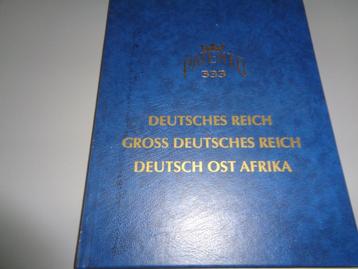 333
DEUTSCHES REICH
GROSS DEUTSCHES REICH
DEUTSCH OST AFRIKA